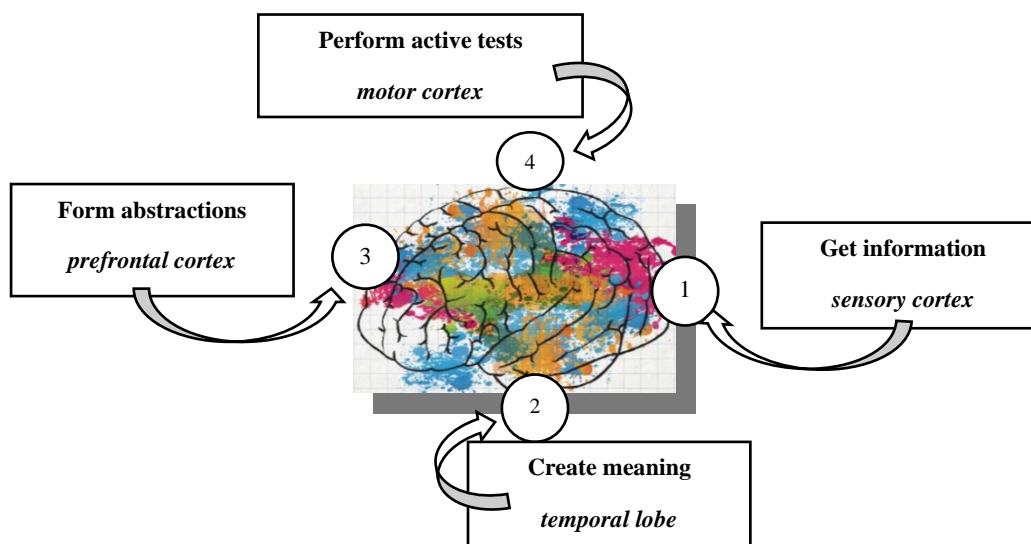 Perform active tests
motor cortex
4
Form abstractions
prefrontal cortex
3
Get information
sensory cortex
1
2
Create meaning
temporal lobe